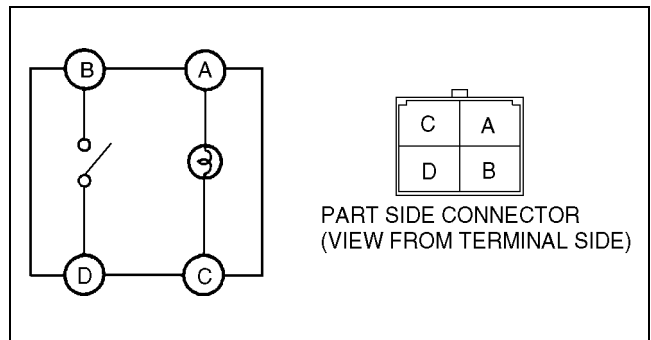 B A
D C
C A
D B
PART SIDE CONNECTOR
(VIEW FROM TERMINAL SIDE)